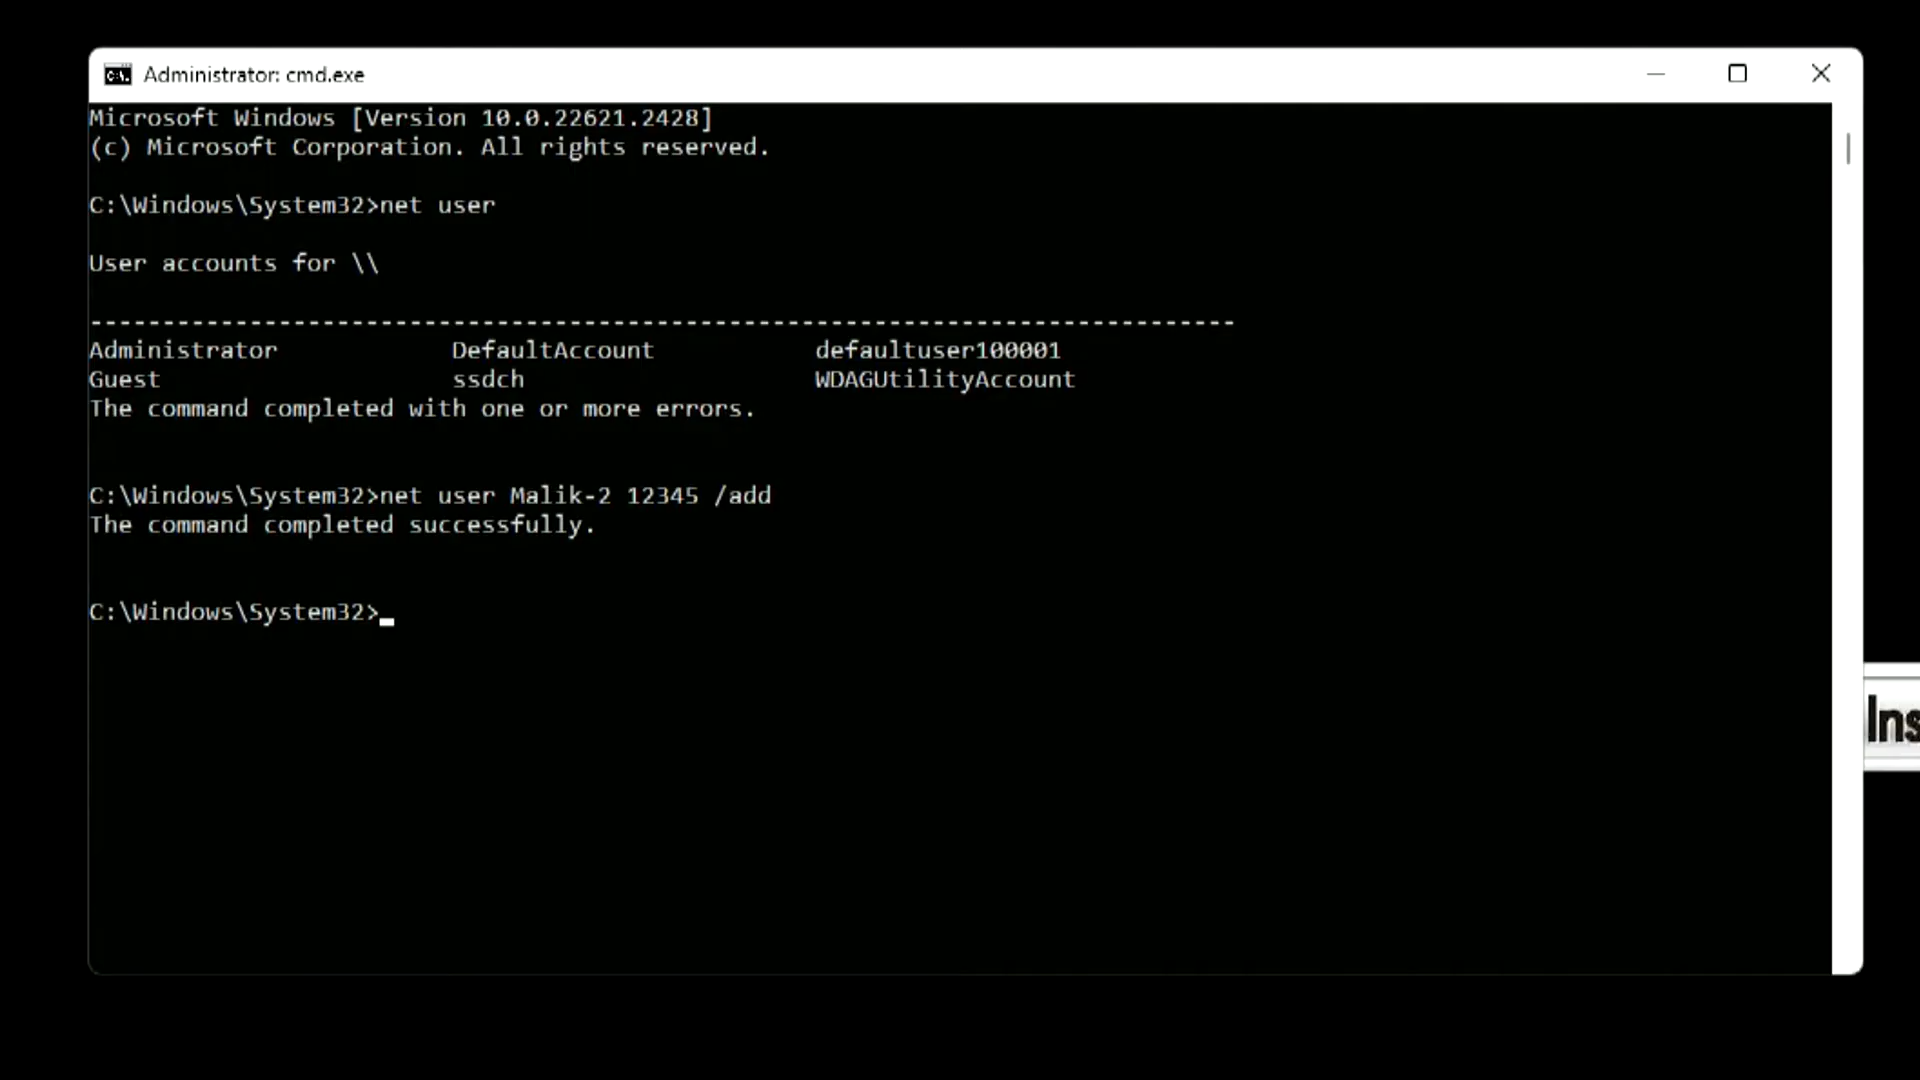 Administrator: cmd.exe
Microsoft Windows [Version 10.0.22621.2428]
(c) Microsoft Corporation. All rights reserved.
C:\Windows\System32>net user
User accounts for \\
-------------------------------------------------------------------------------
Administrator            DefaultAccount           defaultuser100001
Guest                    ssdch                    WDAGUtilityAccount
The command completed with one or more errors.
C:\Windows\System32>net user Malik-2 12345 /add
The command completed successfully.
C:\Windows\System32>
Ins